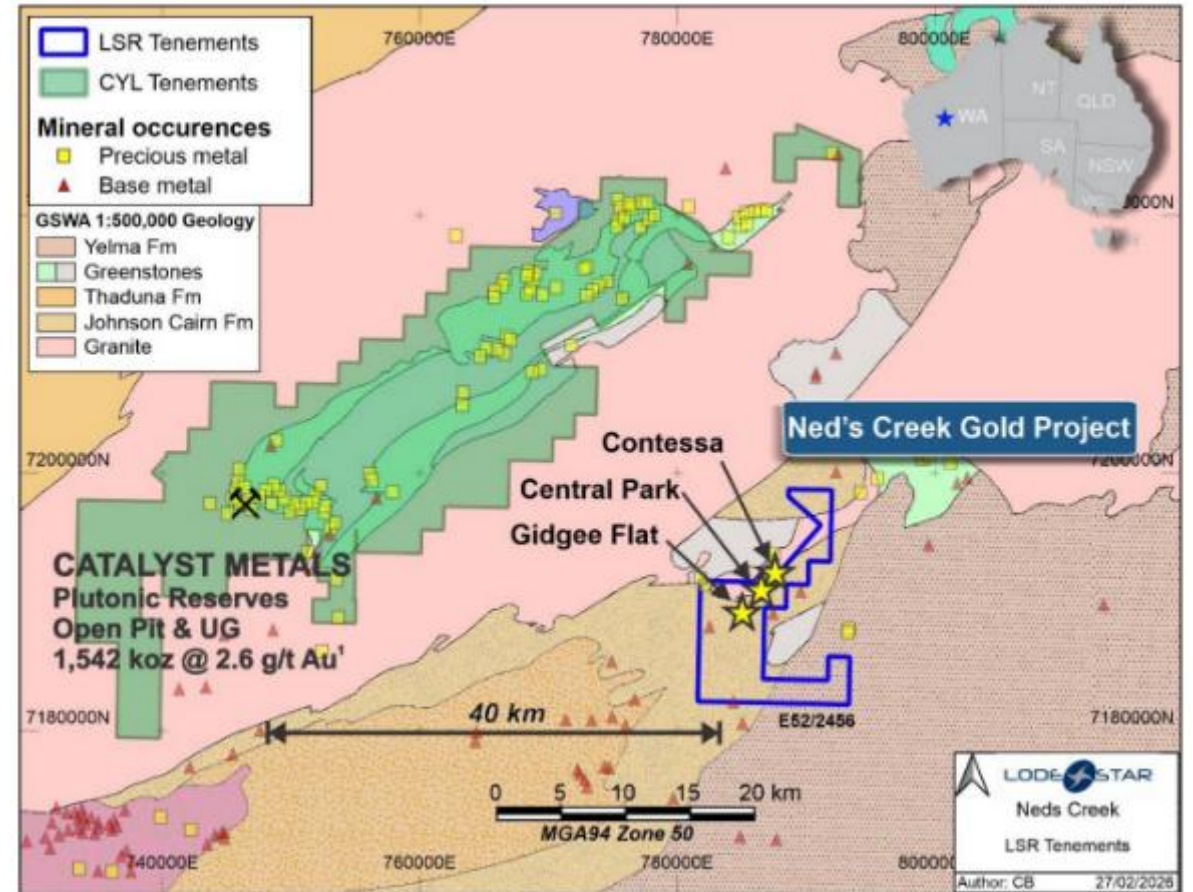 LSR Tenements
CYL Tenements
Mineral occurences
Precious metal
Base metal
GSWA 1:500,000 Geology
Yelma Fm
Greenstones
Thaduna Fm
Johnson Cairn Fm
Granite
760000E
780000E
800000E
NT
QLD
WA
SA
NSW
Ned's Creek Gold Project
7200000N
7200000N
Contessa
Central Park
Gidgee Flat
CATALYST METALS
Plutonic Reserves
Open Pit & UG
1,542 koz @ 2.6 g/t Au¹
7180000N
40 km
7180000N
E52/2456
0 5 10 15 20 km
MGA94 Zone 50
740000E
760000E
780000E
LODESTAR
Neds Creek
LSR Tenements
Author: CB 27/02/2026